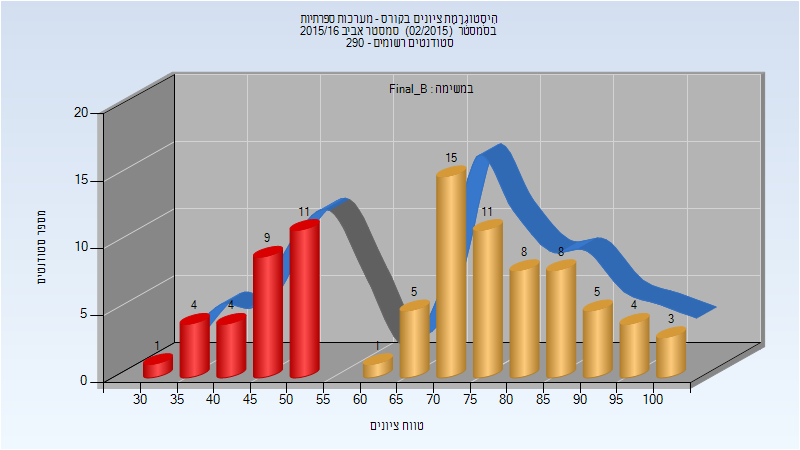 היסטוגרמת ציונים בקורס - מערכות ספרתיות
בסמסטר (02/2015) סמסטר אביב 2015/16
סטודנטים רשומים - 290
במשימה : Final_B
מספר סטודנטים
20
15
10
5
0
1
4
4
9
11
1
5
15
11
8
8
5
4
3
30 35 40 45 50 55 60 65 70 75 80 85 90 95 100
טווח ציונים